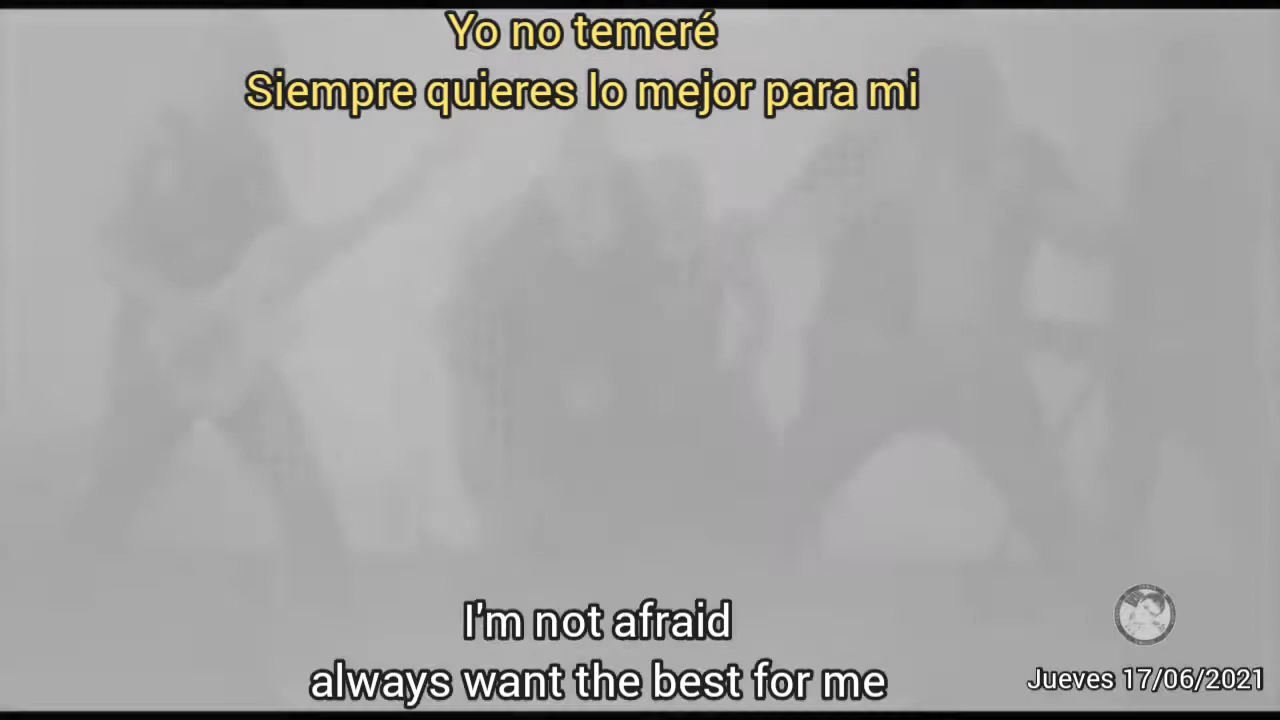 Yo no temeré
Siempre quieres lo mejor para mi
I'm not afraid
always want the best for me
Jueves 17/06/2021